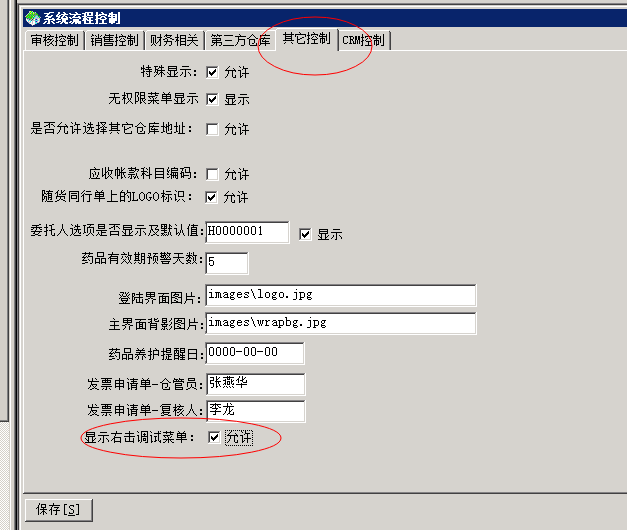 系统流程控制
审核控制 销售控制 财务相关 第三方仓库 其它控制 CRM控制
特殊显示： 允许
无权限菜单显示 显示
是否允许选择其它仓库地址： 允许
应收帐款科目编码： 允许
随货同行单上的LOGO标识： 允许
委托人选项是否显示及默认值： H0000001 显示
药品有效期预警天数： 5
登陆界面图片： images\logo.jpg
主界面背影图片： images\wrapbg.jpg
药品养护提醒日： 0000-00-00
发票申请单-仓管员： 张燕华
发票申请单-复核人： 李龙
显示右击调试菜单： 允许
保存[S]